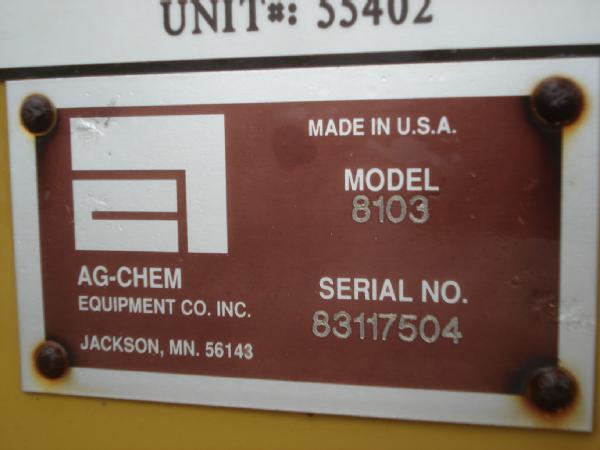 UNIT#: 55402
MADE IN U.S.A.
MODEL
8103
AG-CHEM
EQUIPMENT CO. INC.
JACKSON, MN. 56143
SERIAL NO.
83117504